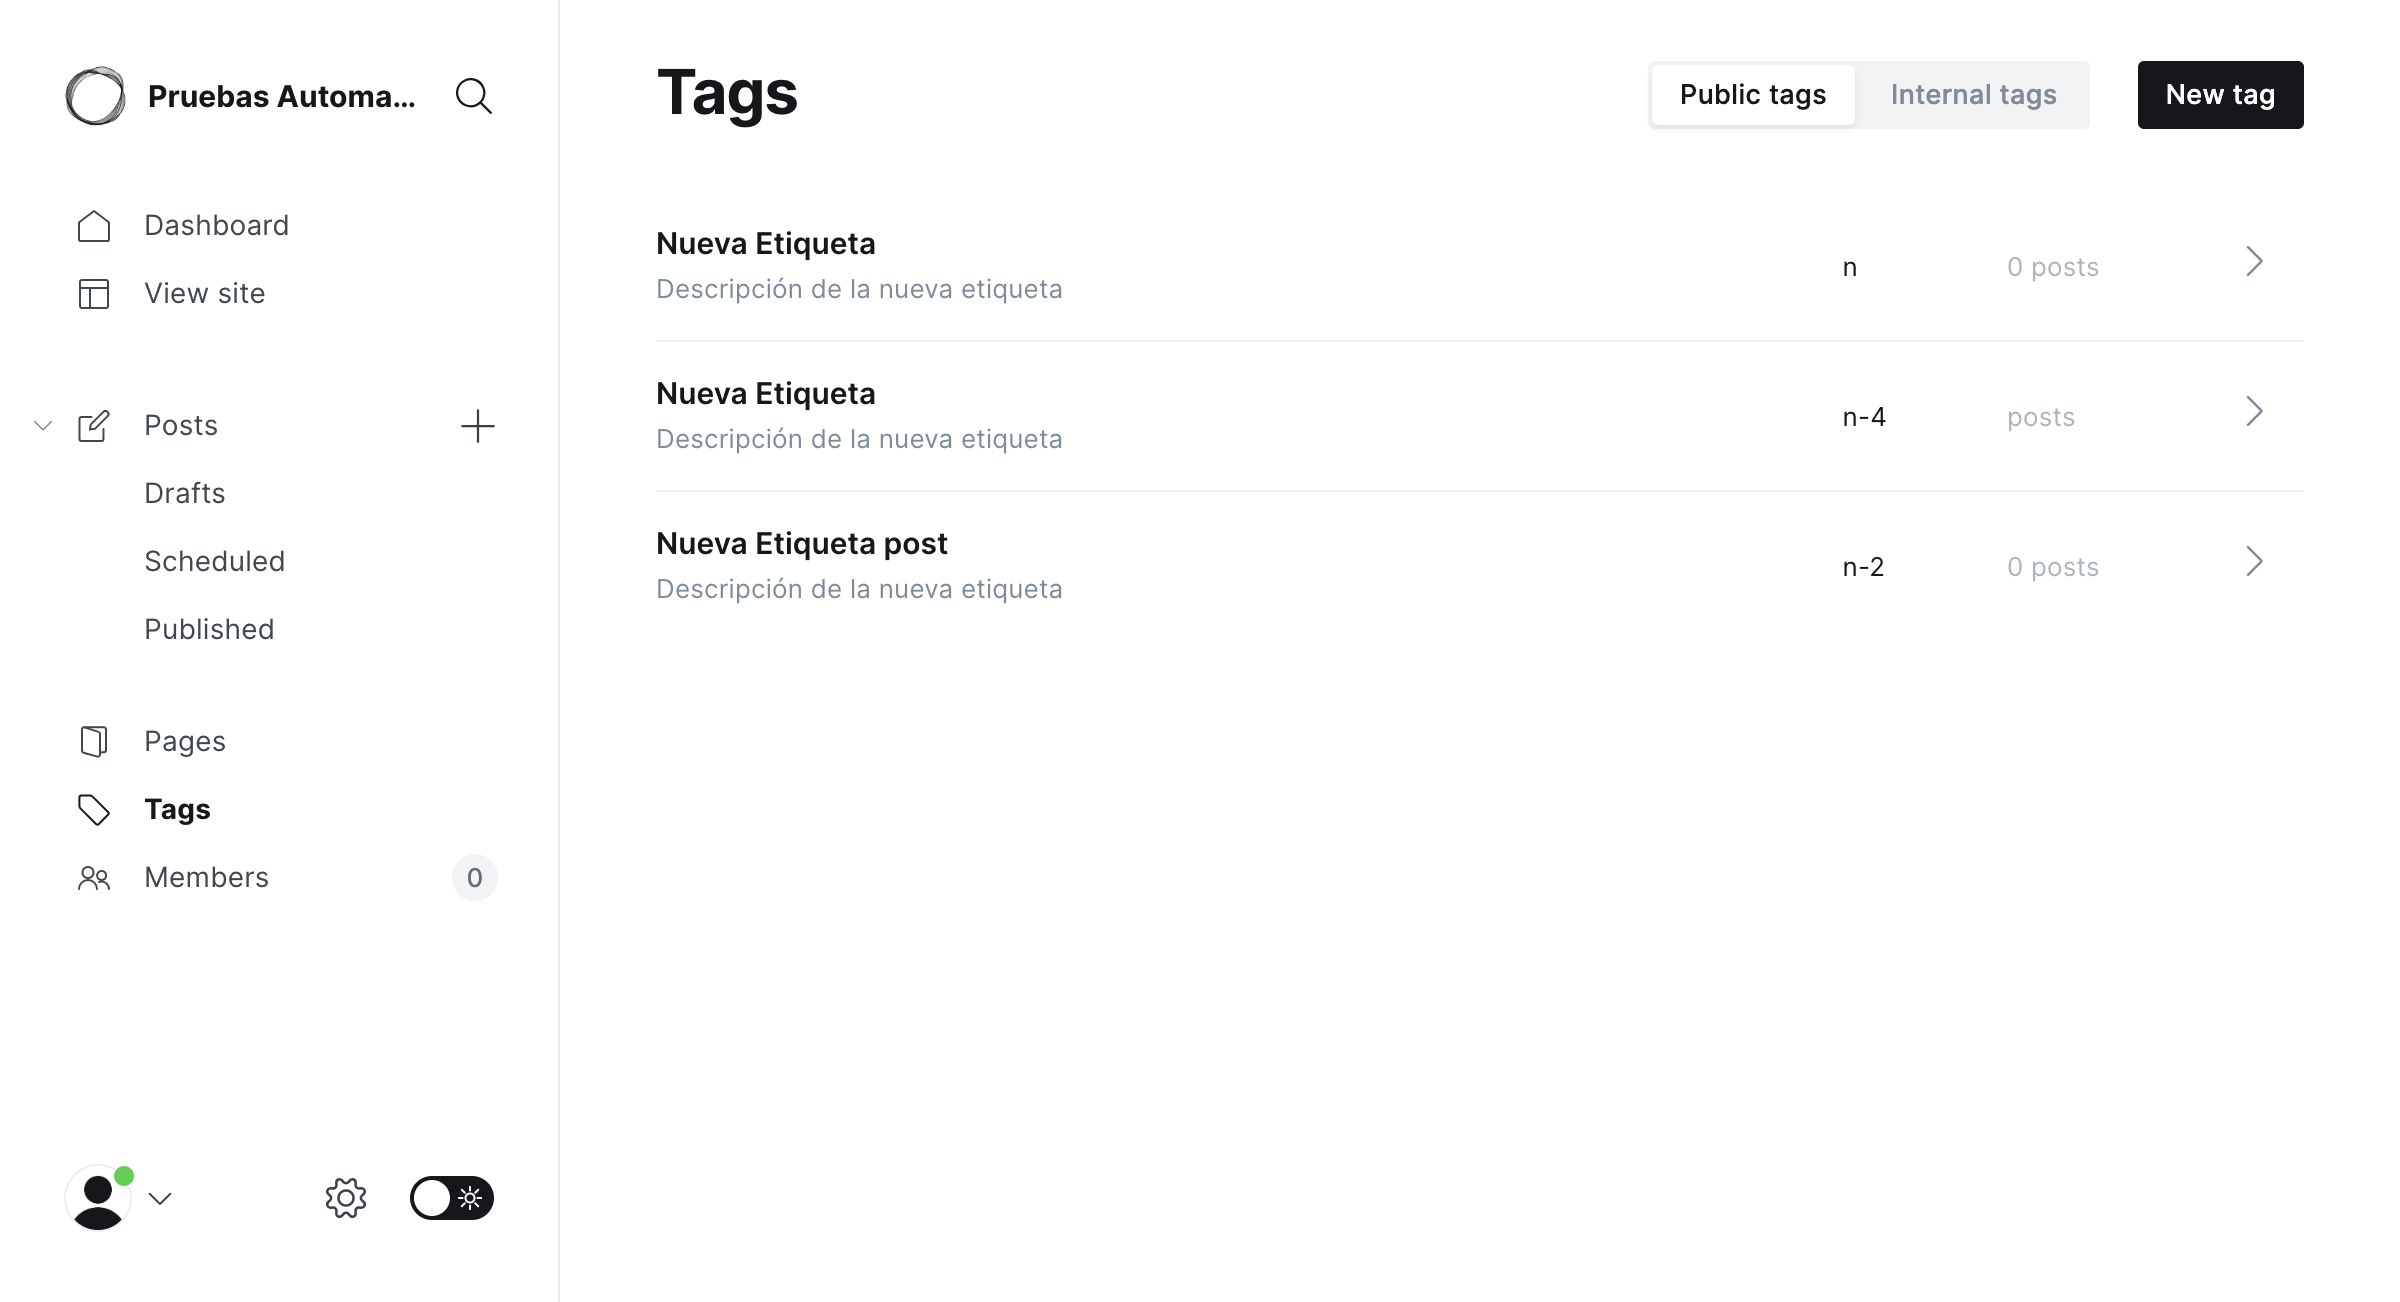 Pruebas Automa...
Dashboard
View site
Posts
Drafts
Scheduled
Published
Pages
Tags
Members 0
Tags
Public tags Internal tags New tag
Nueva Etiqueta
Descripción de la nueva etiqueta
n 0 posts
Nueva Etiqueta
Descripción de la nueva etiqueta
n-4 posts
Nueva Etiqueta post
Descripción de la nueva etiqueta
n-2 0 posts